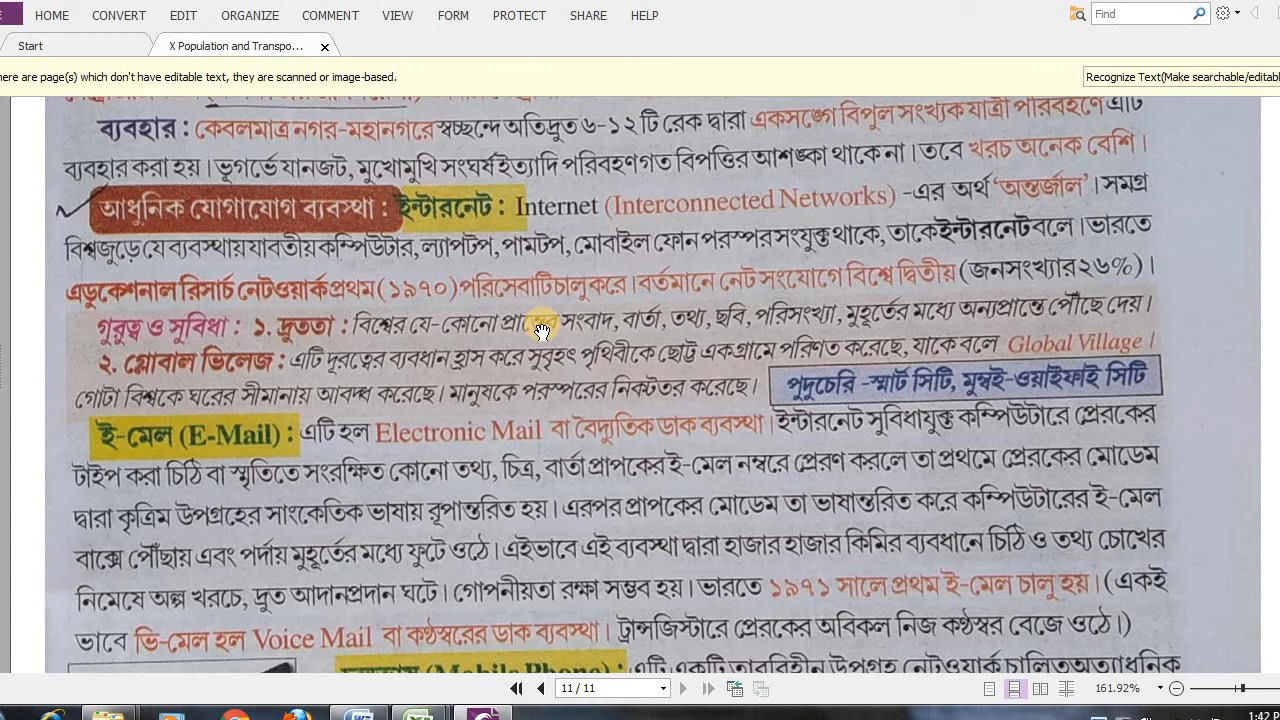 HOME CONVERT EDIT ORGANIZE COMMENT VIEW FORM PROTECT SHARE HELP Find
Start X Population and Transpo...
here are page(s) which don't have editable text, they are scanned or image-based. Recognize Text(Make searchable/editabl
ব্যবহার : কেবলমাত্র নগর-মহানগরে স্বচ্ছন্দে অতিদ্রুত ৬-১২ টি রেক দ্বারা একসঙ্গে বিপুল সংখ্যক যাত্রী পরিবহণে এটি
ব্যবহার করা হয়। ভূগর্ভে যানজট, মুখোমুখি সংঘর্ষ ইত্যাদি পরিবহণগত বিপত্তির আশঙ্কা থাকে না। তবে খরচ অনেক বেশি।
আধুনিক যোগাযোগ ব্যবস্থা : ইন্টারনেট : Internet (Interconnected Networks) -এর অর্থ 'অন্তর্জাল'। সমগ্র
বিশ্বজুড়ে যে ব্যবস্থায় যাবতীয় কম্পিউটার, ল্যাপটপ, পামটপ, মোবাইল ফোন পরস্পর সংযুক্ত থাকে, তাকে ইন্টারনেট বলে। ভারতে
এডুকেশনাল রিসার্চ নেটওয়ার্ক প্রথম (১৯৭০) পরিসেবাটি চালু করে। বর্তমানে নেট সংযোগে বিশ্বে দ্বিতীয় (জনসংখ্যার ২৬%)।
গুরুত্ব ও সুবিধা : ১. দ্রুততা : বিশ্বের যে-কোনো প্রান্তের সংবাদ, বার্তা, তথ্য, ছবি, পরিসংখ্যা, মুহূর্তের মধ্যে অন্যপ্রান্তে পৌঁছে দেয়।
২. গ্লোবাল ভিলেজ : এটি দূরত্বের ব্যবধান হ্রাস করে সুবৃহৎ পৃথিবীকে ছোট একগ্রামে পরিণত করেছে, যাকে বলে Global Village।
গোটা বিশ্বকে ঘরের সীমানায় আবদ্ধ করেছে। মানুষকে পরস্পরের নিকটতর করেছে। পুদুচেরি -স্মার্ট সিটি, মুম্বই-ওয়াইফাই সিটি
ই-মেল (E-Mail) : এটি হল Electronic Mail বা বৈদ্যুতিক ডাক ব্যবস্থা। ইন্টারনেট সুবিধাযুক্ত কম্পিউটারে প্রেরকের
টাইপ করা চিঠি বা স্মৃতিতে সংরক্ষিত কোনো তথ্য, চিত্র, বার্তা প্রাপকের ই-মেল নম্বরে প্রেরণ করলে তা প্রথমে প্রেরকের মোডেম
দ্বারা কৃত্রিম উপগ্রহের সাংকেতিক ভাষায় রূপান্তরিত হয়। এরপর প্রাপকের মোডেম তা ভাষান্তরিত করে কম্পিউটারের ই-মেল
বাক্সে পৌঁছায় এবং পর্দায় মুহূর্তের মধ্যে ফুটে ওঠে। এইভাবে এই ব্যবস্থা দ্বারা হাজার হাজার কিমির ব্যবধানে চিঠি ও তথ্য চোখের
নিমেষে অল্প খরচে, দ্রুত আদানপ্রদান ঘটে। গোপনীয়তা রক্ষা সম্ভব হয়। ভারতে ১৯৭১ সালে প্রথম ই-মেল চালু হয়। (একই
ভাবে ভি-মেল হল Voice Mail বা কণ্ঠস্বরের ডাক ব্যবস্থা। ট্রান্সজিস্টারে প্রেরকের অবিকল নিজ কণ্ঠস্বর বেজে ওঠে।)
(Mobile Phone) : এটি একটি তারবিহীন উপগ্রহ নেটওয়ার্ক চালিত অত্যাধুনিক
11 / 11 161.92%
1:42 P